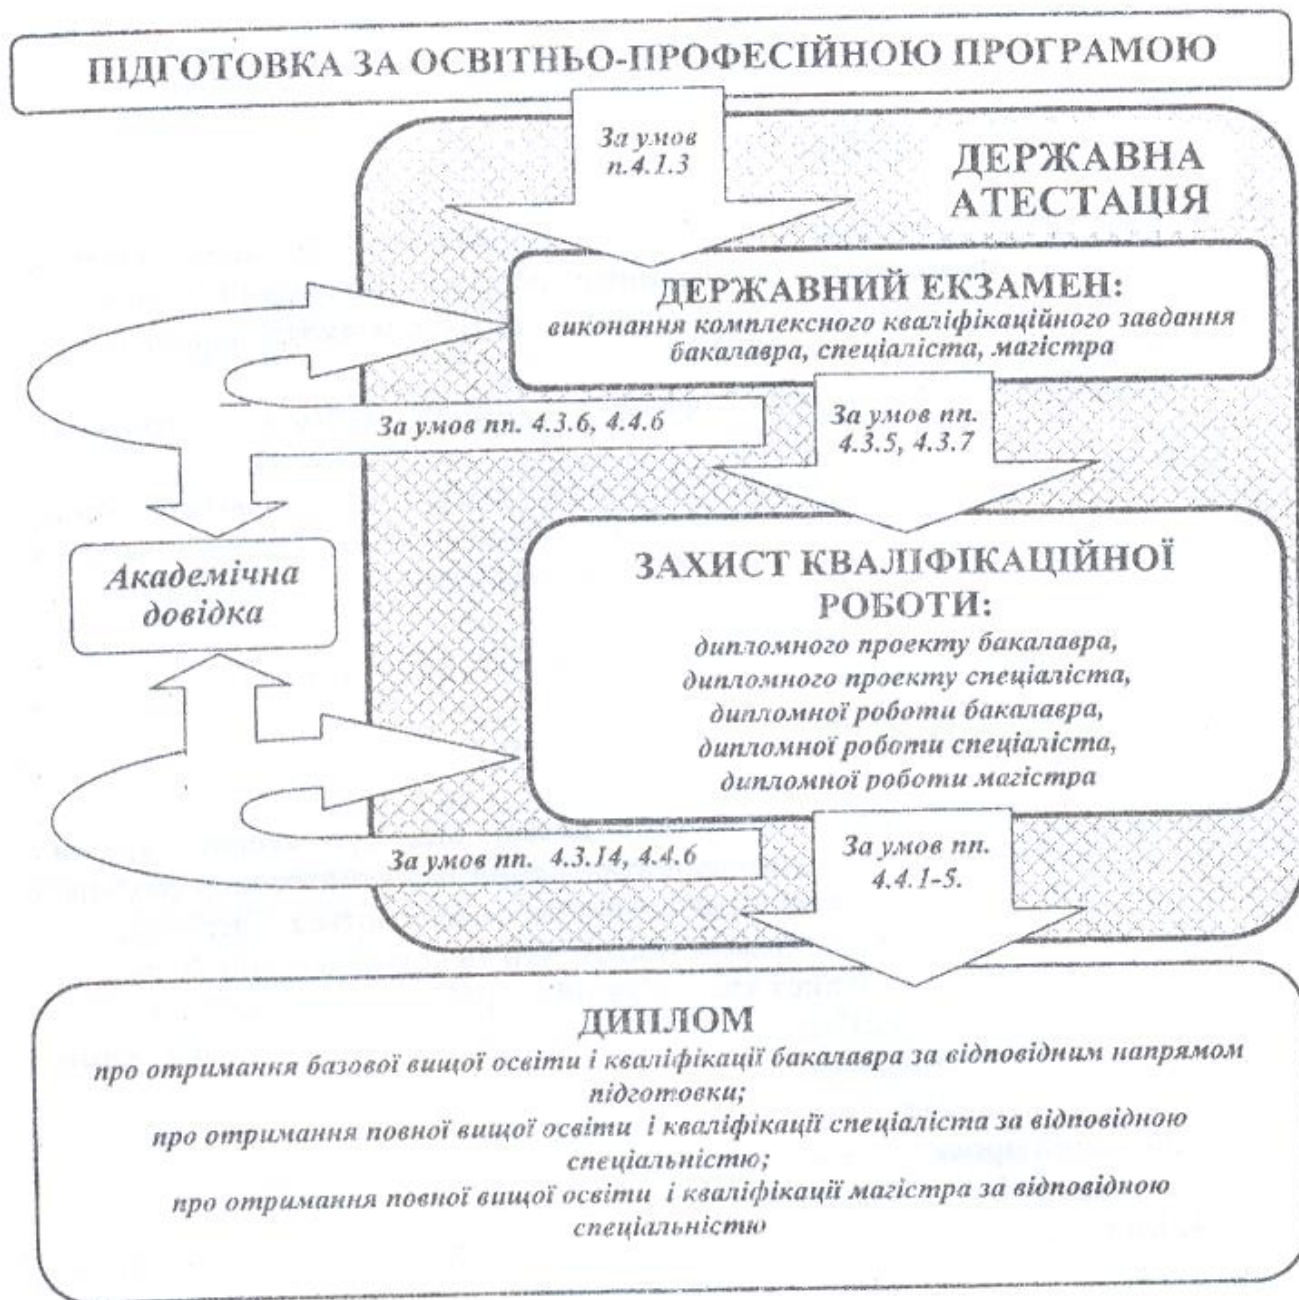 ПІДГОТОВКА ЗА ОСВІТНЬО-ПРОФЕСІЙНОЮ ПРОГРАМОЮ
За умов
п.4.1.3
ДЕРЖАВНА
АТЕСТАЦІЯ
ДЕРЖАВНИЙ ЕКЗАМЕН:
виконання комплексного кваліфікаційного завдання
бакалавра, спеціаліста, магістра
За умов пп. 4.3.6, 4.4.6
За умов пп.
4.3.5, 4.3.7
Академічна
довідка
ЗАХИСТ КВАЛІФІКАЦІЙНОЇ
РОБОТИ:
дипломного проекту бакалавра,
дипломного проекту спеціаліста,
дипломної роботи бакалавра,
дипломної роботи спеціаліста,
дипломної роботи магістра
За умов пп. 4.3.14, 4.4.6
За умов пп.
4.4.1-5.
ДИПЛОМ
про отримання базової вищої освіти і кваліфікації бакалавра за відповідним напрямом
підготовки;
про отримання повної вищої освіти і кваліфікації спеціаліста за відповідною
спеціальністю;
про отримання повної вищої освіти і кваліфікації магістра за відповідною
спеціальністю